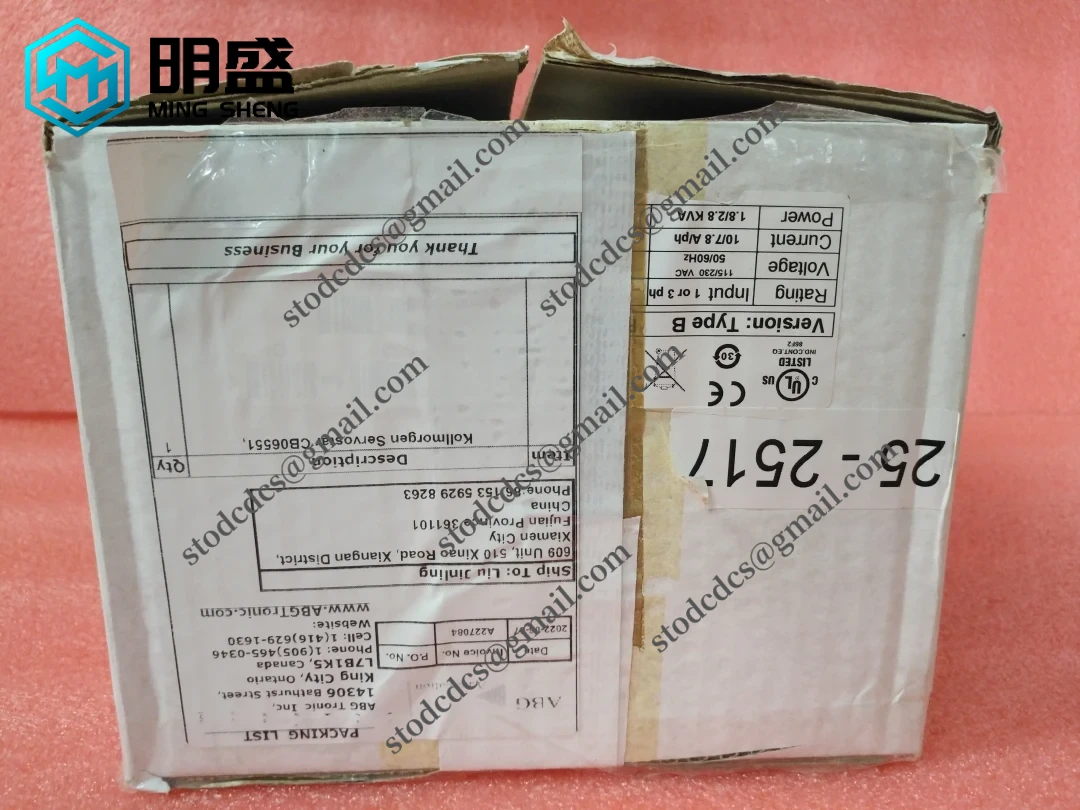 明盛
MING SHENG
stodcdcs@gmail.com
stodcdcs@gmail.com
stodcdcs@gmail.com
stodcdcs@gmail.com
stodcdcs@gmail.com
stodcdcs@gmail.com
PACKING LIST
ABG Tronic Inc,
14306 Bathurst Street,
King City, Ontario
L7B1K5, Canada
Phone: 1(905)465-0346
Cell: 1(416)629-1630
Website:
WWW.ABGTronic.com
ABG
Date Invoice No. P.O. No.
A227084
Ship To: Liu Jinling
609 Unit, 510 Xinao Road, Xiangan District,
Xiamen City
Fujian Province 361101
China
Phone: 86 153 5929 8263
Item Description Qty
Kollmorgen Servostar CB06551, 1
Thank you for your Business
25-2517
C UL US
LISTED
IND.CONT.EQ
86F2
CE
30
Version: Type B
Rating Input 1 or 3 ph
Voltage 115/230 VAC
50/60Hz
Current 10/7.8 A/ph
Power 1.8/2.8 KVA